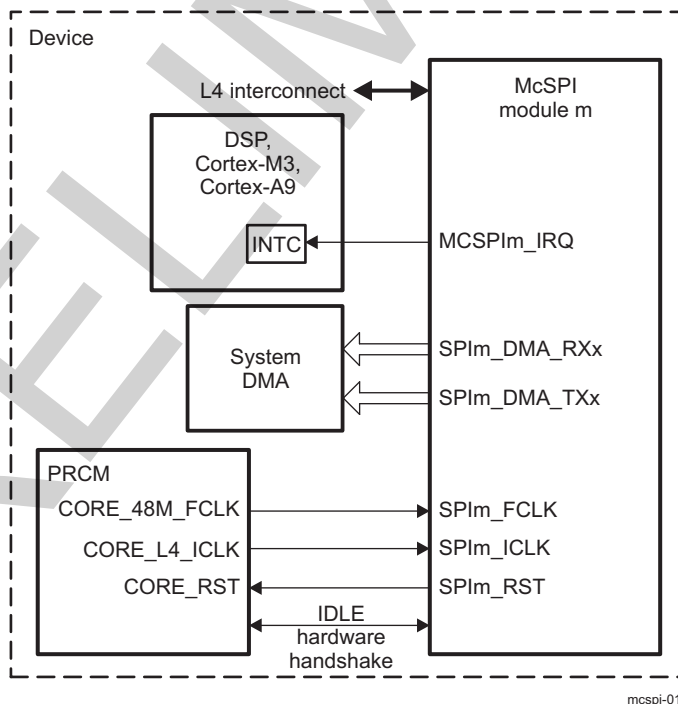 Device
L4 interconnect
McSPI
module m
DSP,
Cortex-M3,
Cortex-A9
INTC
MCSPIm_IRQ
System
DMA
SPIm_DMA_RXx
SPIm_DMA_TXx
PRCM
CORE_48M_FCLK
SPIm_FCLK
CORE_L4_ICLK
SPIm_ICLK
CORE_RST
SPIm_RST
IDLE
hardware
handshake
mcspi-01